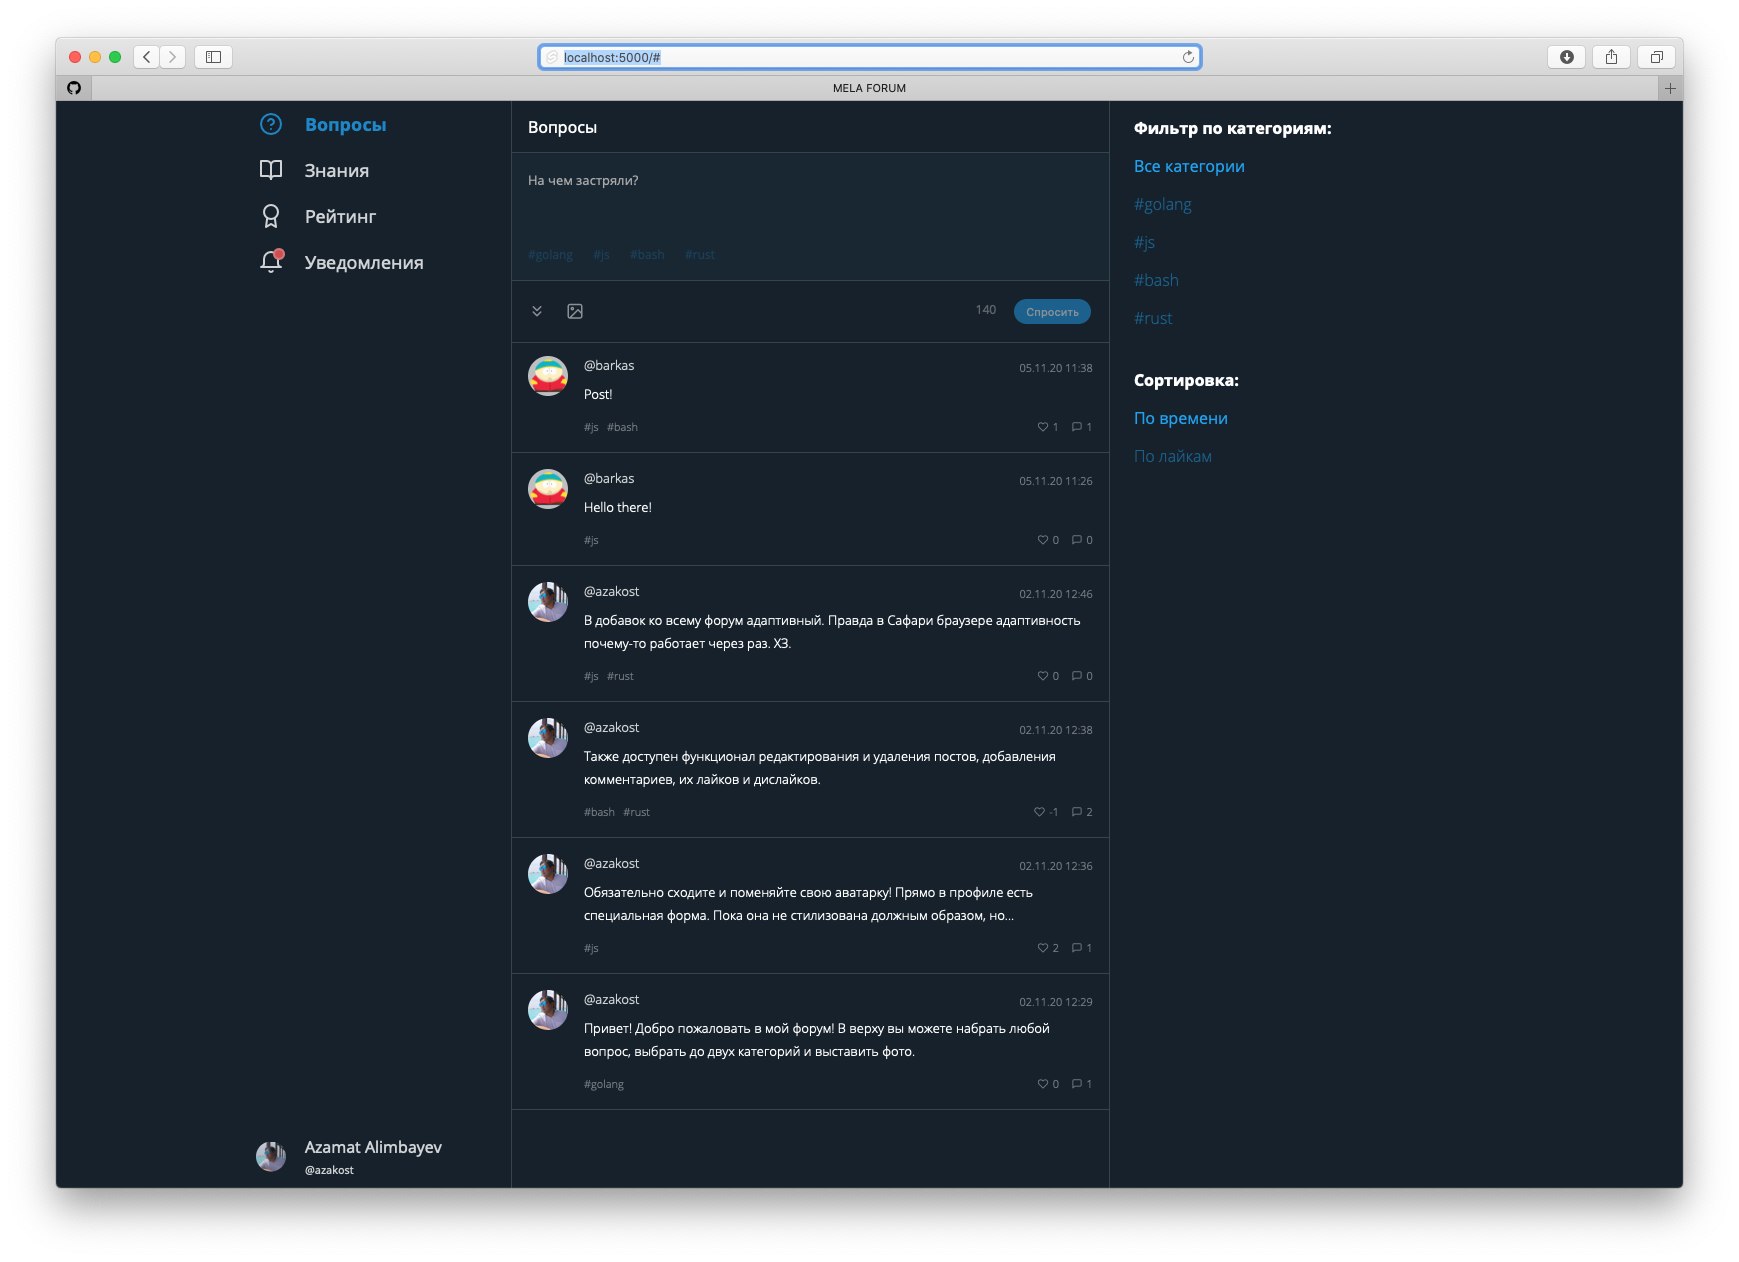 localhost:5000/#
MELA FORUM
Вопросы
Знания
Рейтинг
Уведомления
Azamat Alimbayev
@azakost
Вопросы
На чем застряли?
#golang #js #bash #rust
140 Спросить
@barkas 05.11.20 11:38
Post!
#js #bash 1 1
@barkas 05.11.20 11:26
Hello there!
#js 0 0
@azakost 02.11.20 12:46
В добавок ко всему форум адаптивный. Правда в Сафари браузере адаптивность
почему-то работает через раз. ХЗ.
#js #rust 0 0
@azakost 02.11.20 12:38
Также доступен функционал редактирования и удаления постов, добавления
комментариев, их лайков и дислайков.
#bash #rust -1 2
@azakost 02.11.20 12:36
Обязательно сходите и поменяйте свою аватарку! Прямо в профиле есть
специальная форма. Пока она не стилизована должным образом, но...
#js 2 1
@azakost 02.11.20 12:29
Привет! Добро пожаловать в мой форум! В верху вы можете набрать любой
вопрос, выбрать до двух категорий и выставить фото.
#golang 0 1
Фильтр по категориям:
Все категории
#golang
#js
#bash
#rust
Сортировка:
По времени
По лайкам